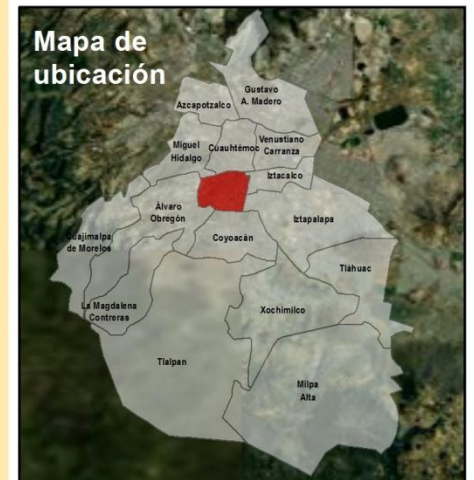 Mapa de
ubicación
Gustavo
A. Madero
Azcapotzalco
Miguel
Hidalgo
Cuauhtémoc
Venustiano
Carranza
Iztacalco
Álvaro
Obregón
Iztapalapa
Cuajimalpa
de Morelos
Coyoacán
Tláhuac
La Magdalena
Contreras
Xochimilco
Tlalpan
Milpa
Alta